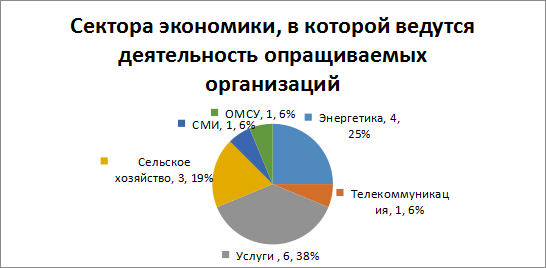 Сектора экономики, в которой ведутся
деятельность опрашиваемых
организаций
ОМСУ, 1, 6%
СМИ, 1, 6%
Энергетика, 4,
25%
Сельское
хозяйство, 3, 19%
Телекоммуникац
ия, 1, 6%
Услуги , 6, 38%